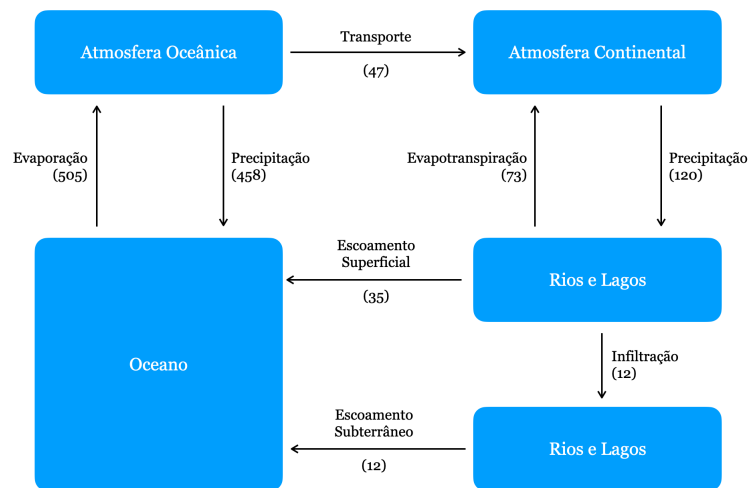 Transporte
Atmosfera Oceânica
Atmosfera Continental
(47)
Evaporação
(505)
Precipitação
(458)
Evapotranspiração
(73)
Precipitação
(120)
Escoamento
Superficial
(35)
Rios e Lagos
Oceano
Infiltração
(12)
Escoamento
Subterrâneo
(12)
Rios e Lagos